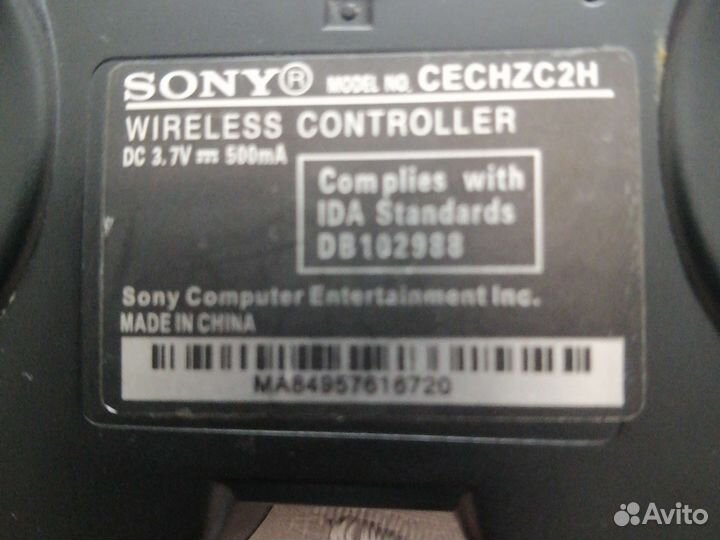 SONY® MODEL NO. CECHZC2H
WIRELESS CONTROLLER
DC 3.7V ⎓ 500mA
Complies with
IDA Standards
DB102988
Sony Computer Entertainment Inc.
MADE IN CHINA
MA84957616720
Avito